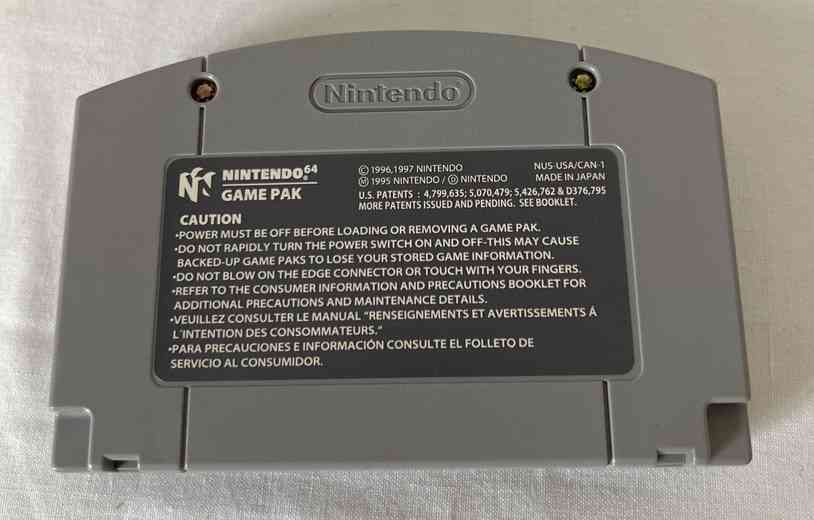 Nintendo
NINTENDO64
GAME PAK
© 1996,1997 NINTENDO
Ⓜ 1995 NINTENDO / Ⓓ NINTENDO
NUS-USA/CAN-1
MADE IN JAPAN
U.S. PATENTS : 4,799,635; 5,070,479; 5,426,762 & D376,795
MORE PATENTS ISSUED AND PENDING. SEE BOOKLET.
CAUTION
•POWER MUST BE OFF BEFORE LOADING OR REMOVING A GAME PAK.
•DO NOT RAPIDLY TURN THE POWER SWITCH ON AND OFF-THIS MAY CAUSE
BACKED-UP GAME PAKS TO LOSE YOUR STORED GAME INFORMATION.
•DO NOT BLOW ON THE EDGE CONNECTOR OR TOUCH WITH YOUR FINGERS.
•REFER TO THE CONSUMER INFORMATION AND PRECAUTIONS BOOKLET FOR
ADDITIONAL PRECAUTIONS AND MAINTENANCE DETAILS.
•VEUILLEZ CONSULTER LE MANUAL "RENSEIGNEMENTS ET AVERTISSEMENTS Á
L'INTENTION DES CONSOMMATEURS."
•PARA PRECAUCIONES E INFORMACIÓN CONSULTE EL FOLLETO DE
SERVICIO AL CONSUMIDOR.